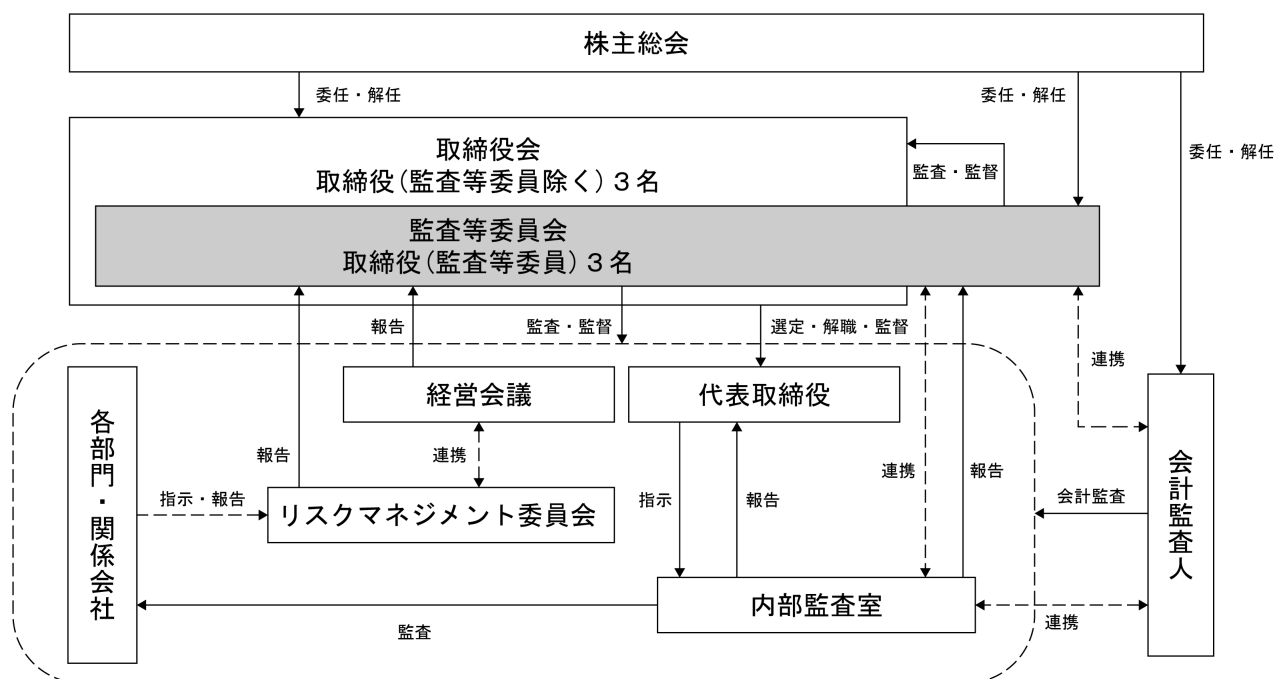 株主総会
委任・解任
委任・解任
委任・解任
取締役会
取締役(監査等委員除く)3名
監査・監督
監査等委員会
取締役(監査等委員)3名
報告
監査・監督
選定・解職・監督
連携
経営会議
代表取締役
各部門・関係会社
報告
連携
指示
報告
連携
報告
会計監査人
会計監査
指示・報告
リスクマネジメント委員会
内部監査室
監査
連携